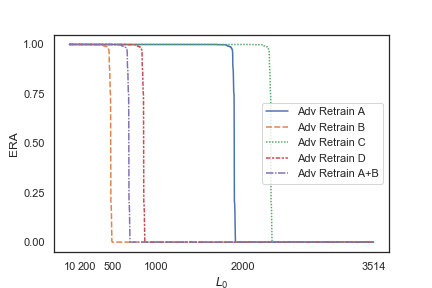 1.00
0.75
0.50
0.25
0.00
ERA
Adv Retrain A
Adv Retrain B
Adv Retrain C
Adv Retrain D
Adv Retrain A+B
10 200 500 1000 2000 3514
L₀